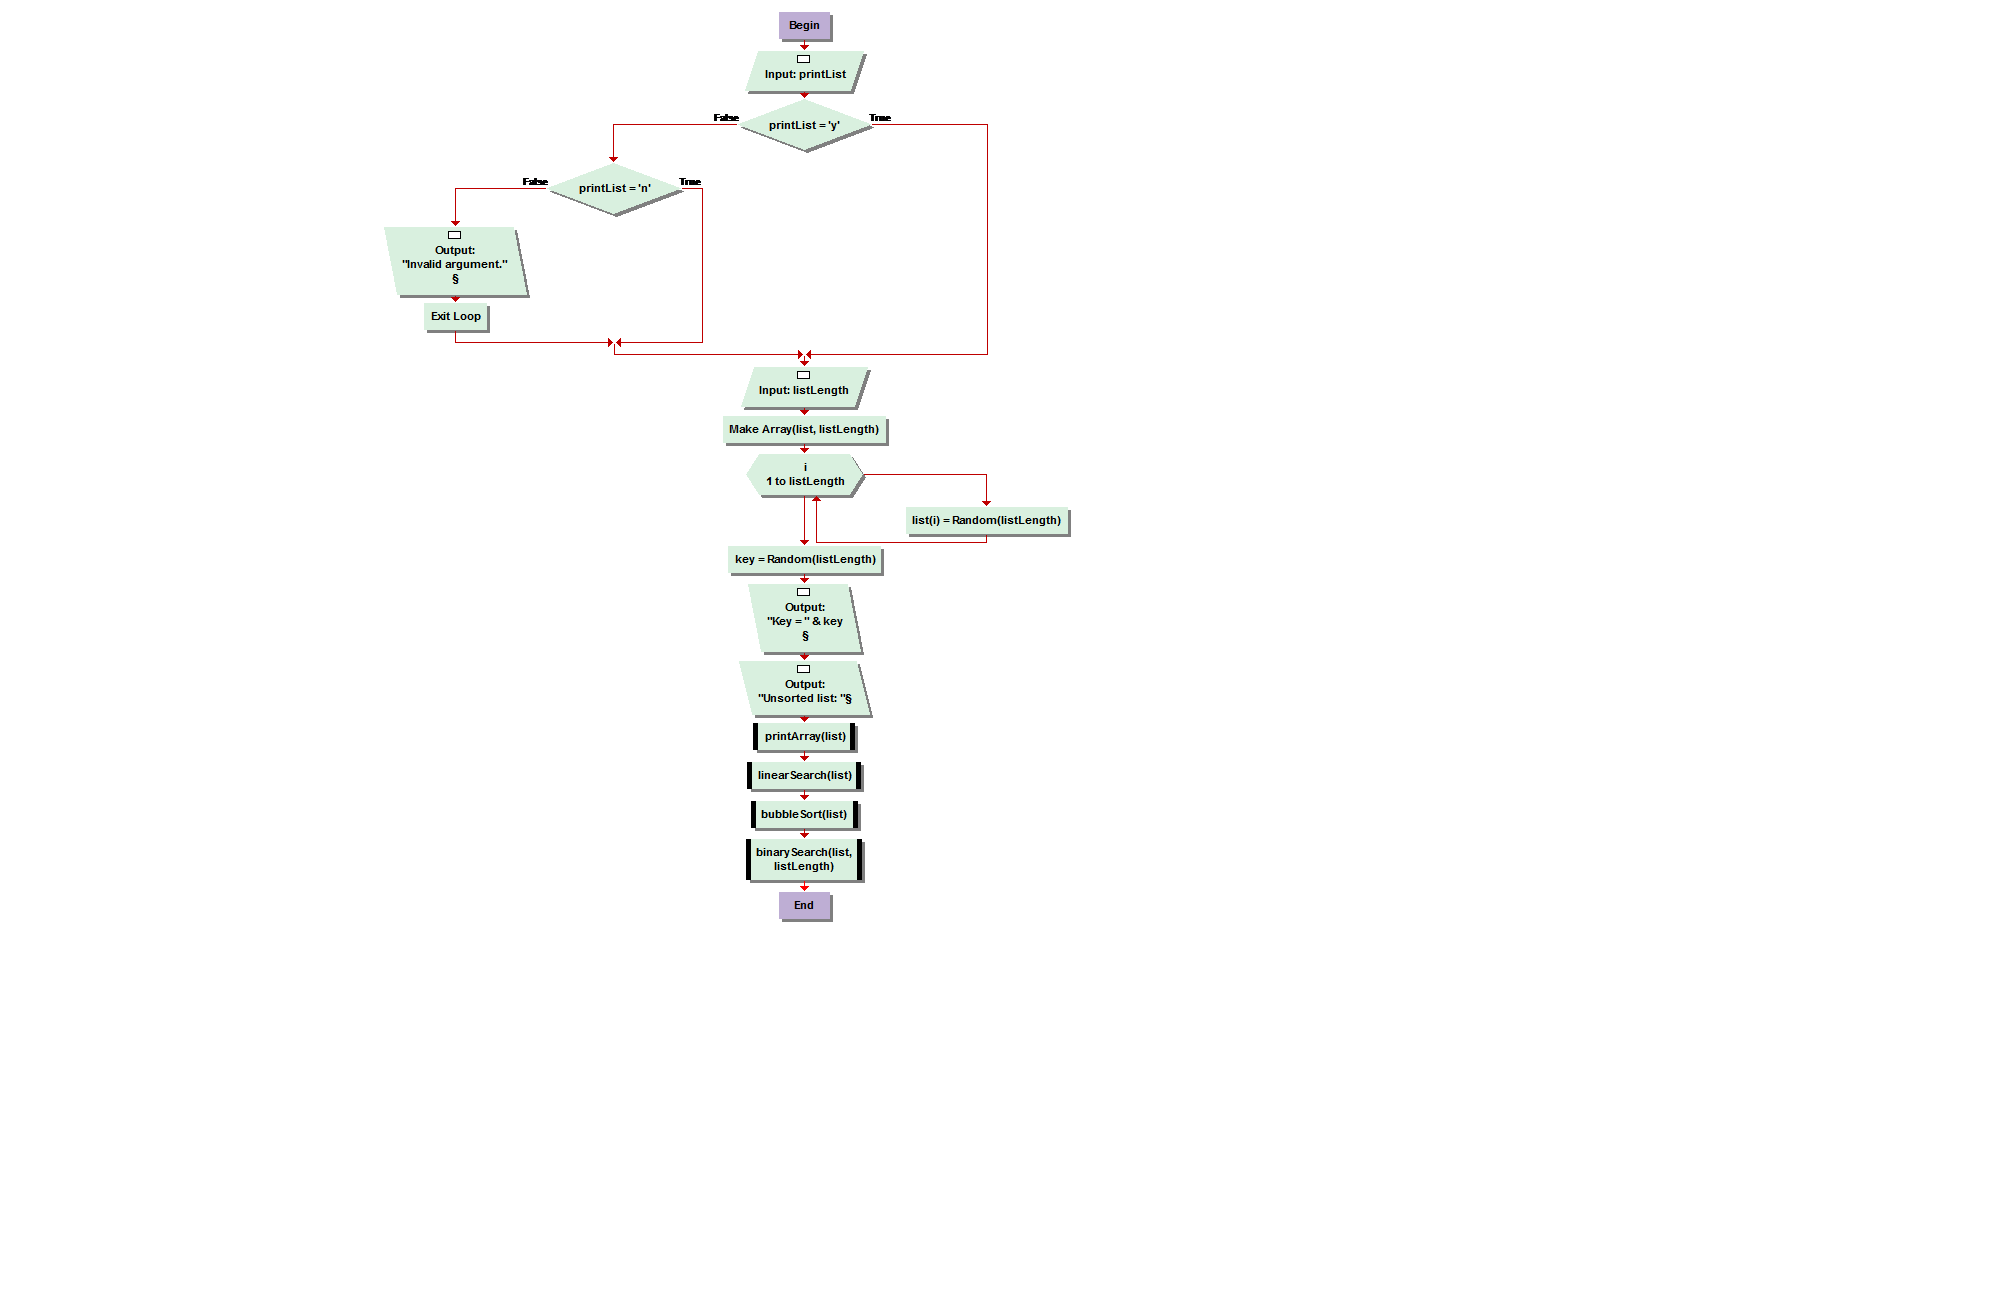 Begin
Input: printList
False
True
printList = 'y'
False
True
printList = 'n'
Output:
"Invalid argument."
§
Exit Loop
Input: listLength
Make Array(list, listLength)
i
1 to listLength
list(i) = Random(listLength)
key = Random(listLength)
Output:
"Key = " & key
§
Output:
"Unsorted list: "§
printArray(list)
linearSearch(list)
bubbleSort(list)
binarySearch(list,
listLength)
End